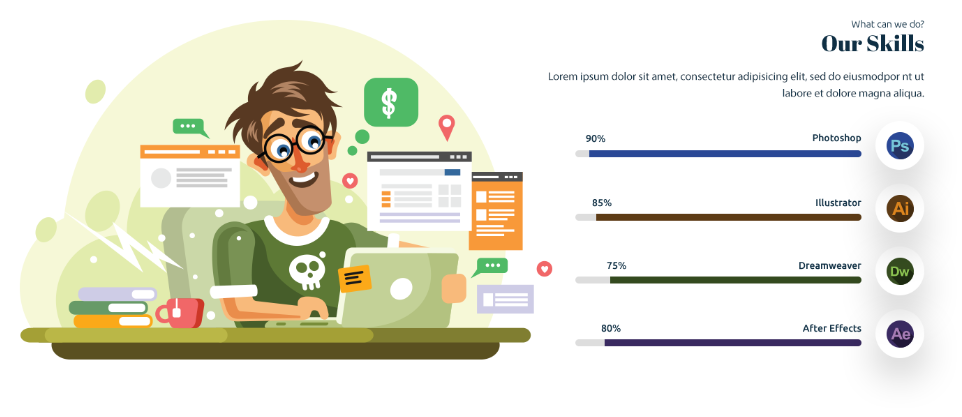 What can we do?
Our Skills
Lorem ipsum dolor sit amet, consectetur adipisicing elit, sed do eiusmodpor nt ut
labore et dolore magna aliqua.
90% Photoshop Ps
85% Illustrator Ai
75% Dreamweaver Dw
80% After Effects Ae
$